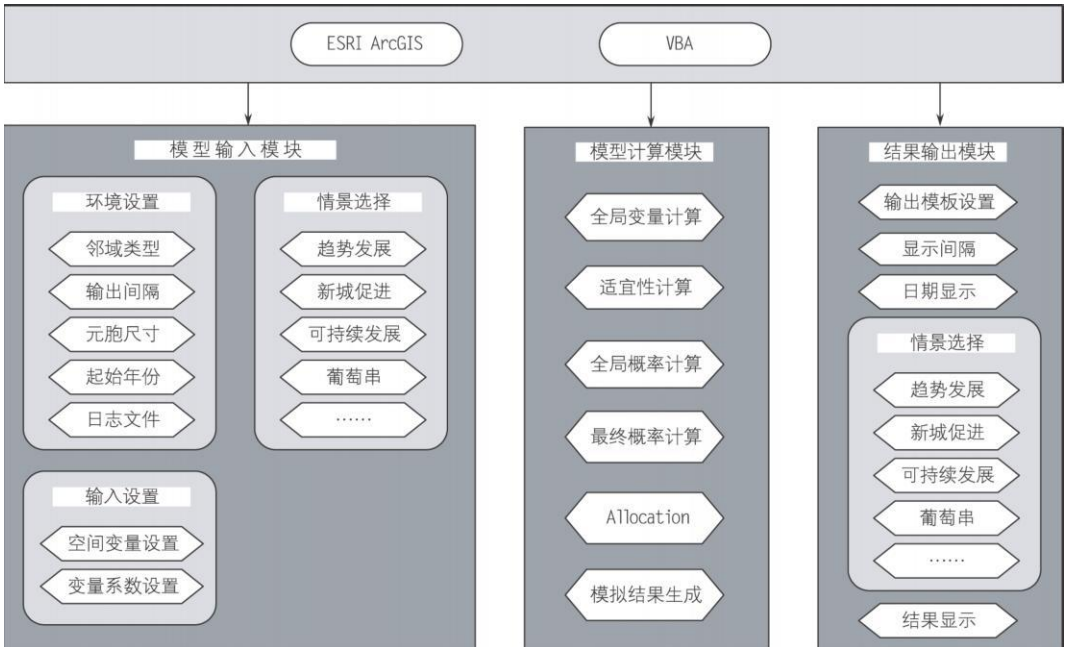 ESRI ArcGIS
VBA
模型输入模块
环境设置
邻域类型
输出间隔
元胞尺寸
起始年份
日志文件
情景选择
趋势发展
新城促进
可持续发展
葡萄串
……
输入设置
空间变量设置
变量系数设置
模型计算模块
全局变量计算
适宜性计算
全局概率计算
最终概率计算
Allocation
模拟结果生成
结果输出模块
输出模板设置
显示间隔
日期显示
情景选择
趋势发展
新城促进
可持续发展
葡萄串
……
结果显示